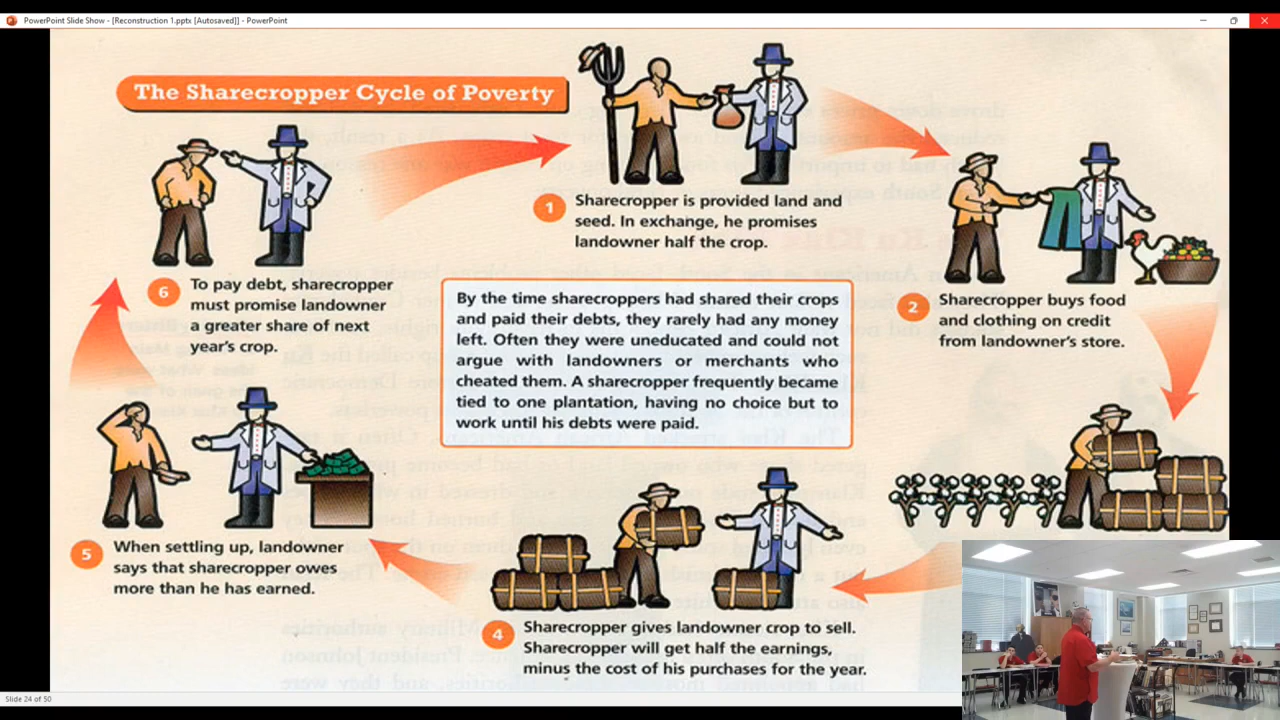 PowerPoint Slide Show - [Reconstruction 1.pptx [Autosaved]] - PowerPoint
The Sharecropper Cycle of Poverty
1
Sharecropper is provided land and
seed. In exchange, he promises
landowner half the crop.
2
Sharecropper buys food
and clothing on credit
from landowner's store.
4
Sharecropper gives landowner crop to sell.
Sharecropper will get half the earnings,
minus the cost of his purchases for the year.
5
When settling up, landowner
says that sharecropper owes
more than he has earned.
6
To pay debt, sharecropper
must promise landowner
a greater share of next
year's crop.
By the time sharecroppers had shared their crops
and paid their debts, they rarely had any money
left. Often they were uneducated and could not
argue with landowners or merchants who
cheated them. A sharecropper frequently became
tied to one plantation, having no choice but to
work until his debts were paid.
Slide 24 of 50